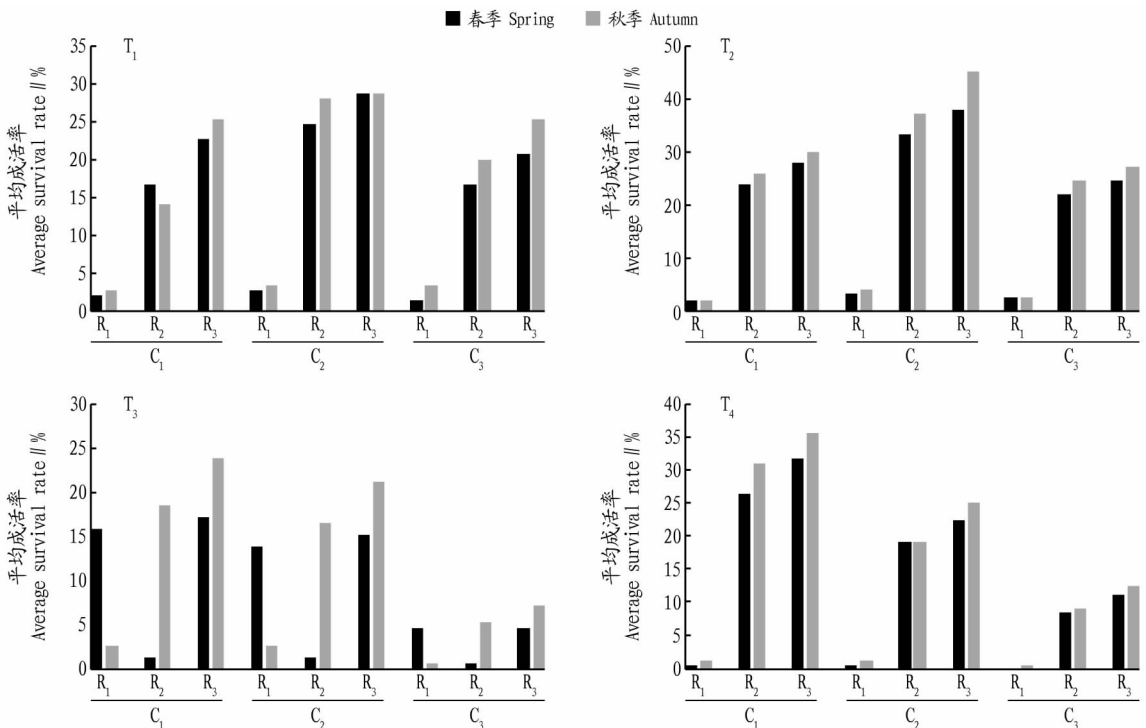 春季 Spring 秋季 Autumn
T1
平均成活率
Average survival rate // %
35
30
25
20
15
10
5
0
R1 R2 R3 R1 R2 R3 R1 R2 R3
C1 C2 C3
T2
平均成活率
Average survival rate // %
50
40
30
20
10
0
R1 R2 R3 R1 R2 R3 R1 R2 R3
C1 C2 C3
T3
平均成活率
Average survival rate // %
30
25
20
15
10
5
0
R1 R2 R3 R1 R2 R3 R1 R2 R3
C1 C2 C3
T4
平均成活率
Average survival rate // %
40
35
30
25
20
15
10
5
0
R1 R2 R3 R1 R2 R3 R1 R2 R3
C1 C2 C3